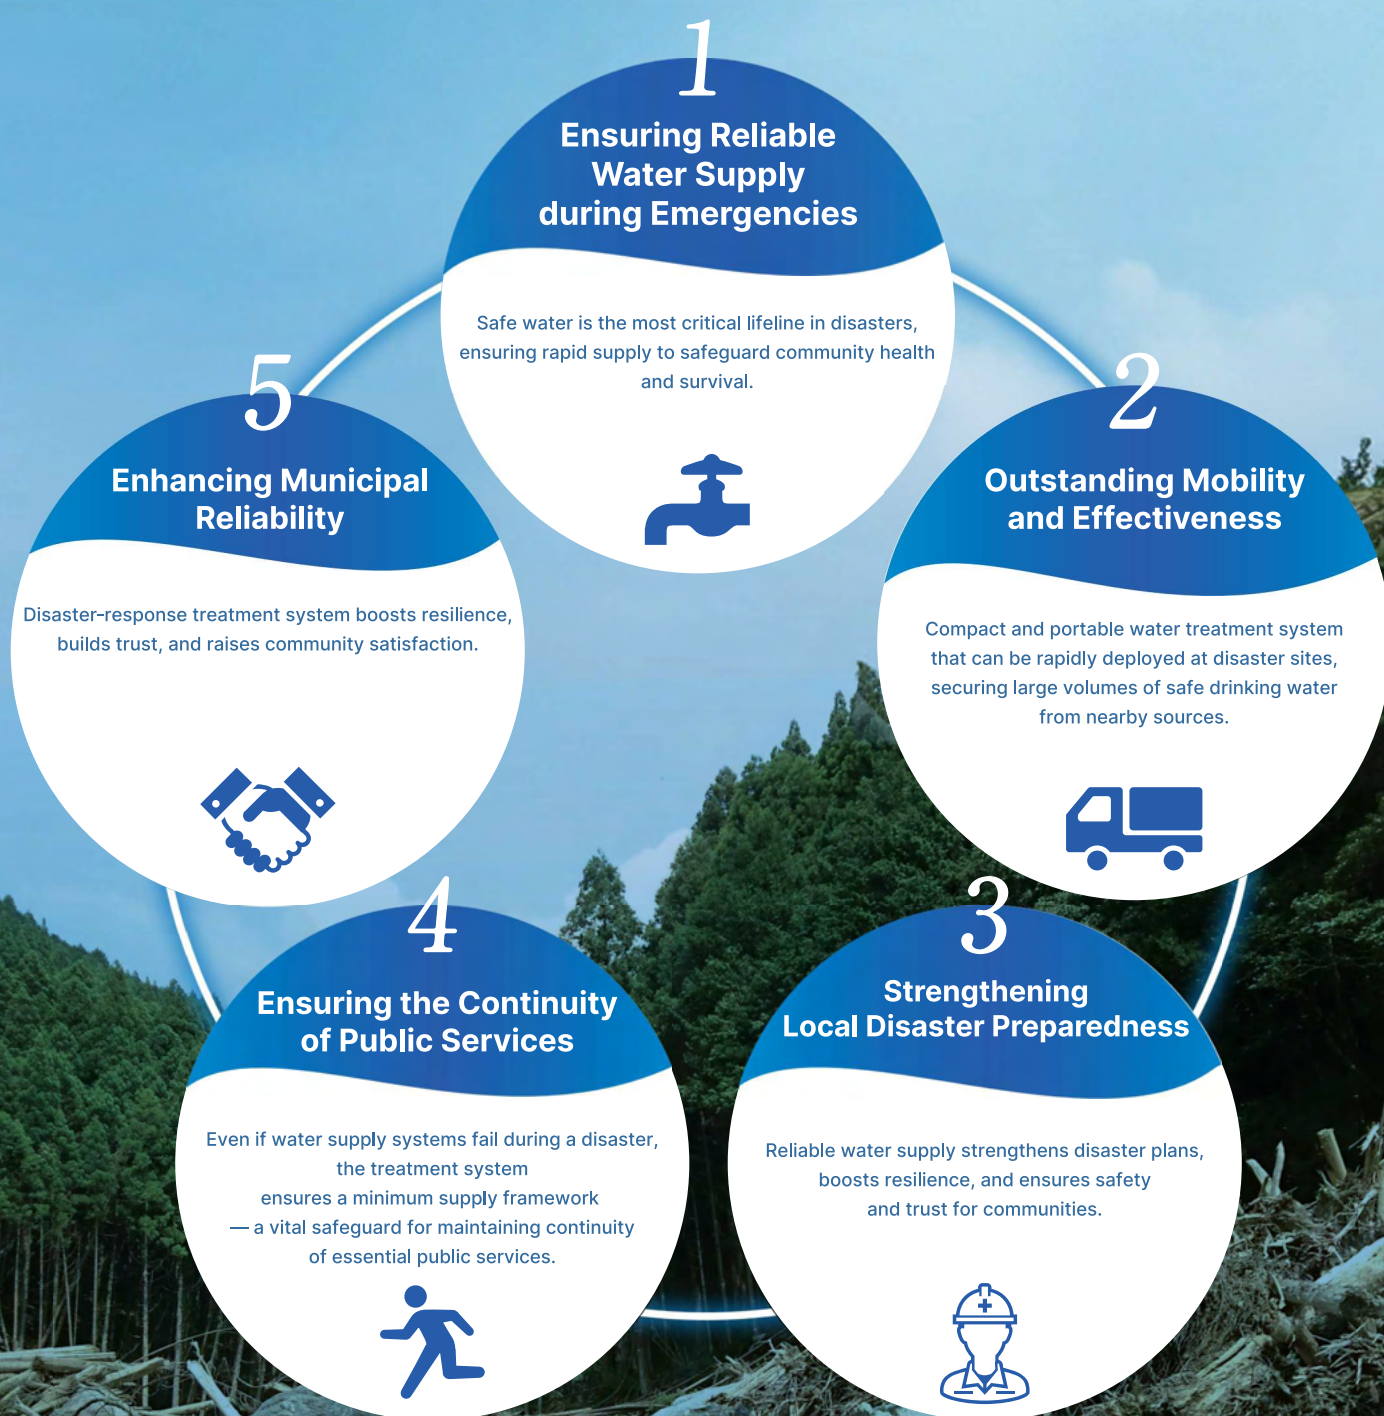 1
Ensuring Reliable
Water Supply
during Emergencies
Safe water is the most critical lifeline in disasters,
ensuring rapid supply to safeguard community health
and survival.
2
Outstanding Mobility
and Effectiveness
Compact and portable water treatment system
that can be rapidly deployed at disaster sites,
securing large volumes of safe drinking water
from nearby sources.
3
Strengthening
Local Disaster Preparedness
Reliable water supply strengthens disaster plans,
boosts resilience, and ensures safety
and trust for communities.
4
Ensuring the Continuity
of Public Services
Even if water supply systems fail during a disaster,
the treatment system
ensures a minimum supply framework
— a vital safeguard for maintaining continuity
of essential public services.
5
Enhancing Municipal
Reliability
Disaster-response treatment system boosts resilience,
builds trust, and raises community satisfaction.